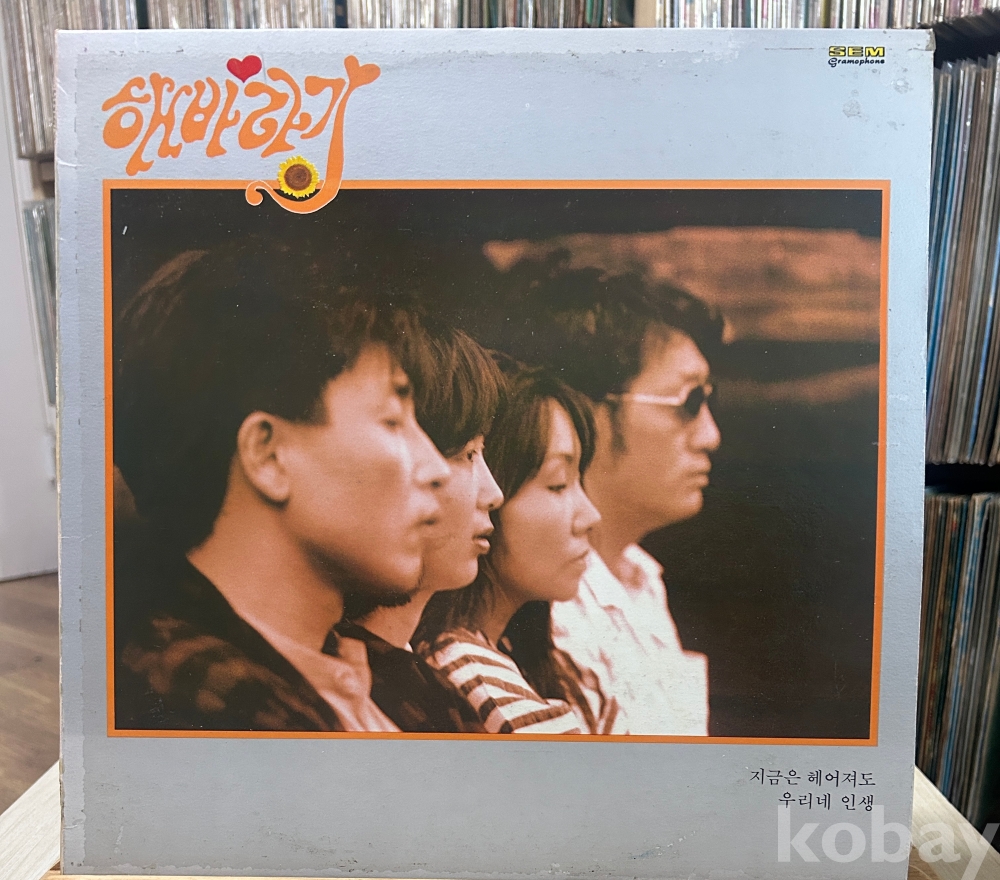 해바라기
SEM
Gramophone
지금은 헤어져도
우리네 인생
kobay